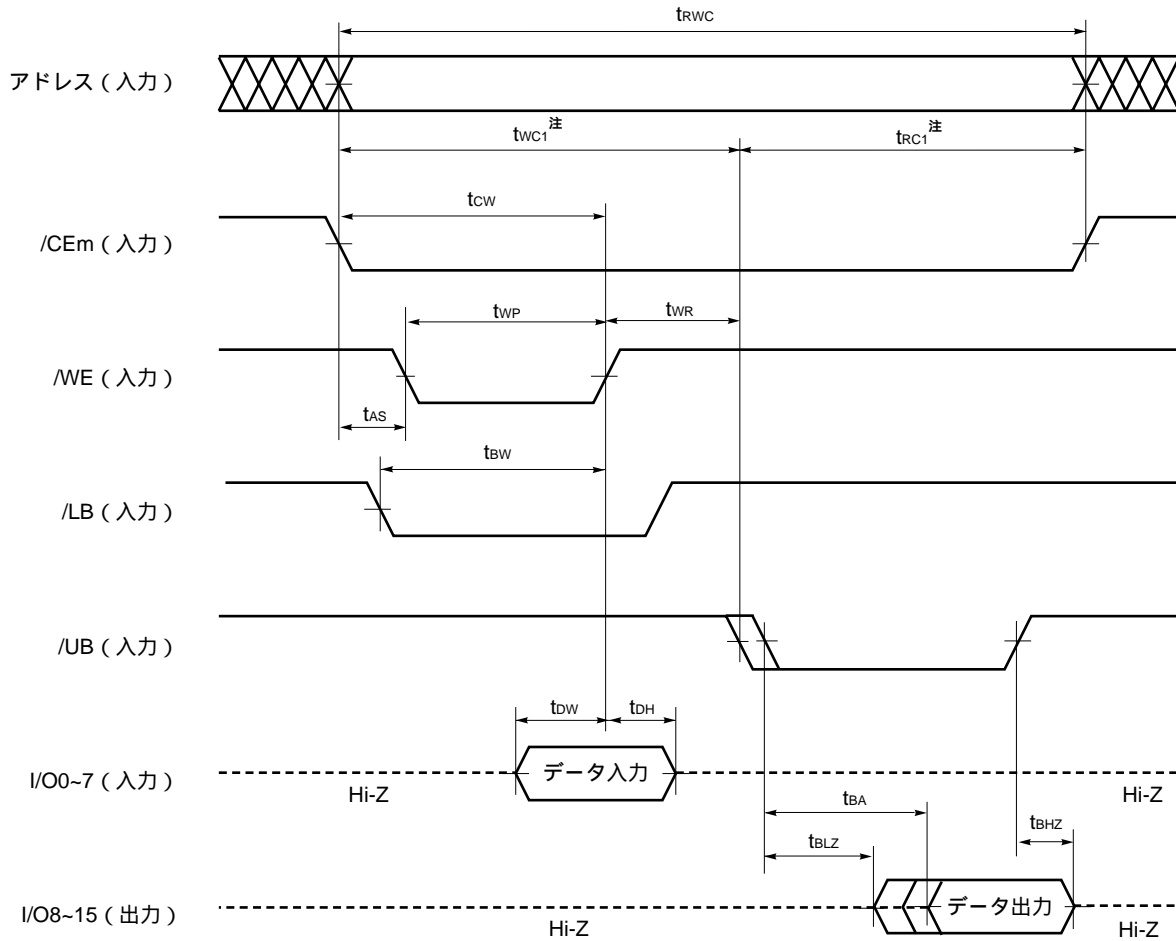 tRWC
アドレス（入力）
tWC1注
tRC1注
tCW
/CEm（入力）
tWP
tWR
/WE（入力）
tAS
tBW
/LB（入力）
/UB（入力）
tDW
tDH
I/O0~7（入力）
データ入力
Hi-Z
Hi-Z
tBA
tBHZ
tBLZ
I/O8~15（出力）
データ出力
Hi-Z
Hi-Z